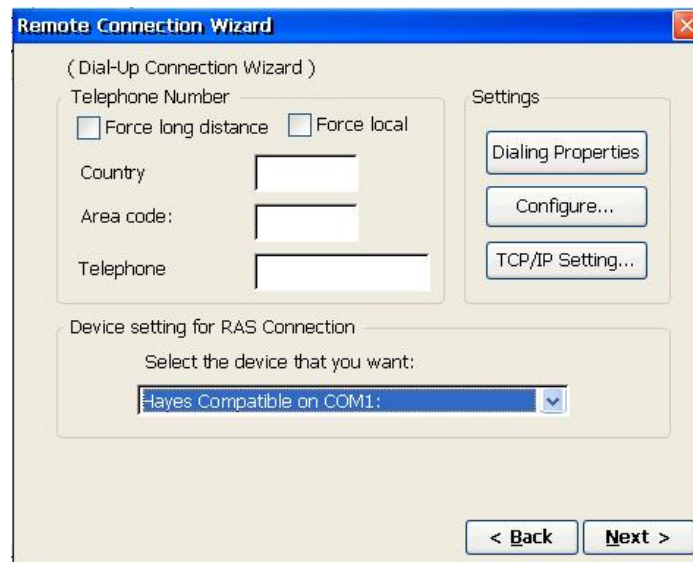 Remote Connection Wizard
( Dial-Up Connection Wizard )
Telephone Number
Force long distance
Force local
Country
Area code:
Telephone
Settings
Dialing Properties
Configure...
TCP/IP Setting...
Device setting for RAS Connection
Select the device that you want:
Hayes Compatible on COM1:
< Back
Next >